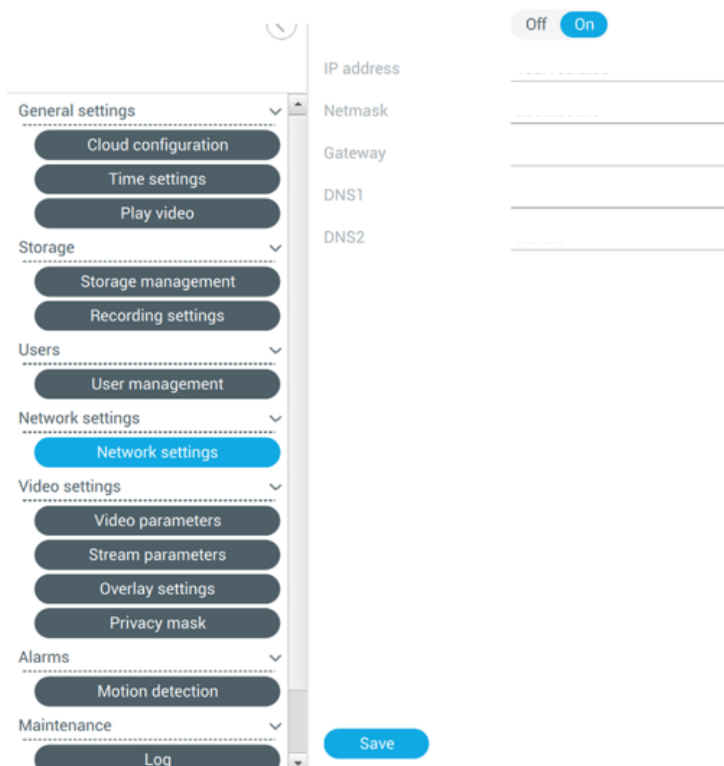 Off On
IP address
Netmask
Gateway
DNS1
DNS2
Save
General settings
Cloud configuration
Time settings
Play video
Storage
Storage management
Recording settings
Users
User management
Network settings
Network settings
Video settings
Video parameters
Stream parameters
Overlay settings
Privacy mask
Alarms
Motion detection
Maintenance
Log